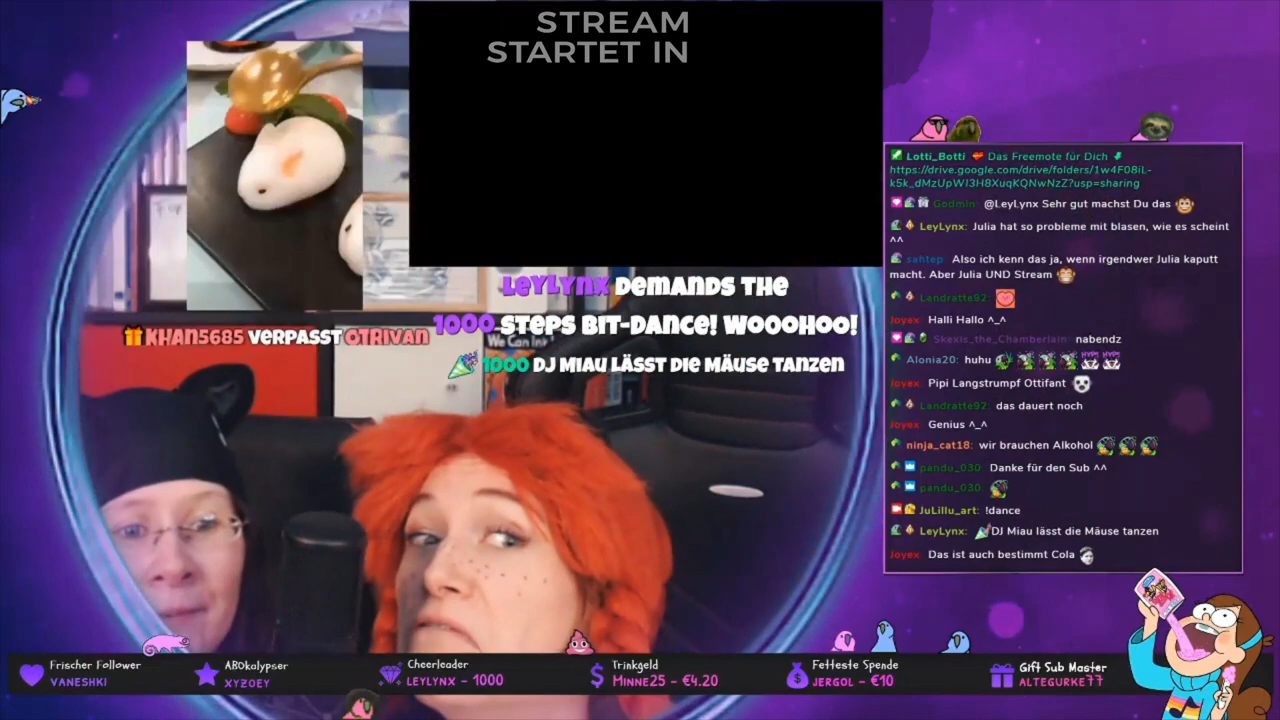 STREAM
STARTET IN
LEYLYNX DEMANDS THE
1000 STEPS BIT-DANCE! WOOOHOO!
KHAN5685 VERPASST OTRIVAN
We Can Ink
1000 DJ MIAU LÄSST DIE MÄUSE TANZEN
Lotti_Botti Das Freemote für Dich
https://drive.google.com/drive/folders/1w4F08iL-
k5k_dMzUpWI3H8XuqKQNwNzZ?usp=sharing
Godmin: @LeyLynx Sehr gut machst Du das
LeyLynx: Julia hat so probleme mit blasen, wie es scheint
^^
sahtep: Also ich kenn das ja, wenn irgendwer Julia kaputt
macht. Aber Julia UND Stream
Landratte92:
Joyex: Halli Hallo ^_^
Skexis_the_Chamberlain: nabendz
Alonia20: huhu
Joyex: Pipi Langstrumpf Ottifant
Landratte92: das dauert noch
Joyex: Genius ^_^
ninja_cat18: wir brauchen Alkohol
pandu_030: Danke für den Sub ^^
pandu_030:
JuLillu_art: !dance
LeyLynx: DJ Miau lässt die Mäuse tanzen
Joyex: Das ist auch bestimmt Cola
Frischer Follower
VANESHKI
ABOkalypser
XYZOEY
Cheerleader
LEYLYNX - 1000
Trinkgeld
MINNE25 - €4.20
Fetteste Spende
JERGOL - €10
Gift Sub Master
ALTEGURKE77